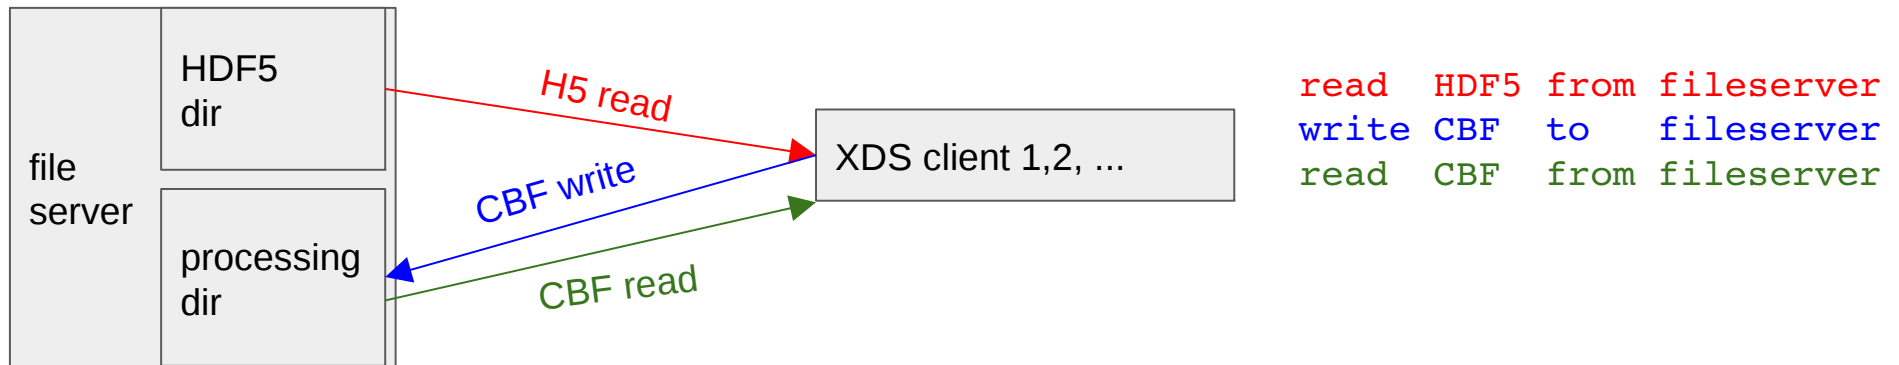 file
server
HDF5
dir
processing
dir
H5 read
CBF write
CBF read
XDS client 1,2, ...
read  HDF5 from fileserver
write CBF  to   fileserver
read  CBF  from fileserver